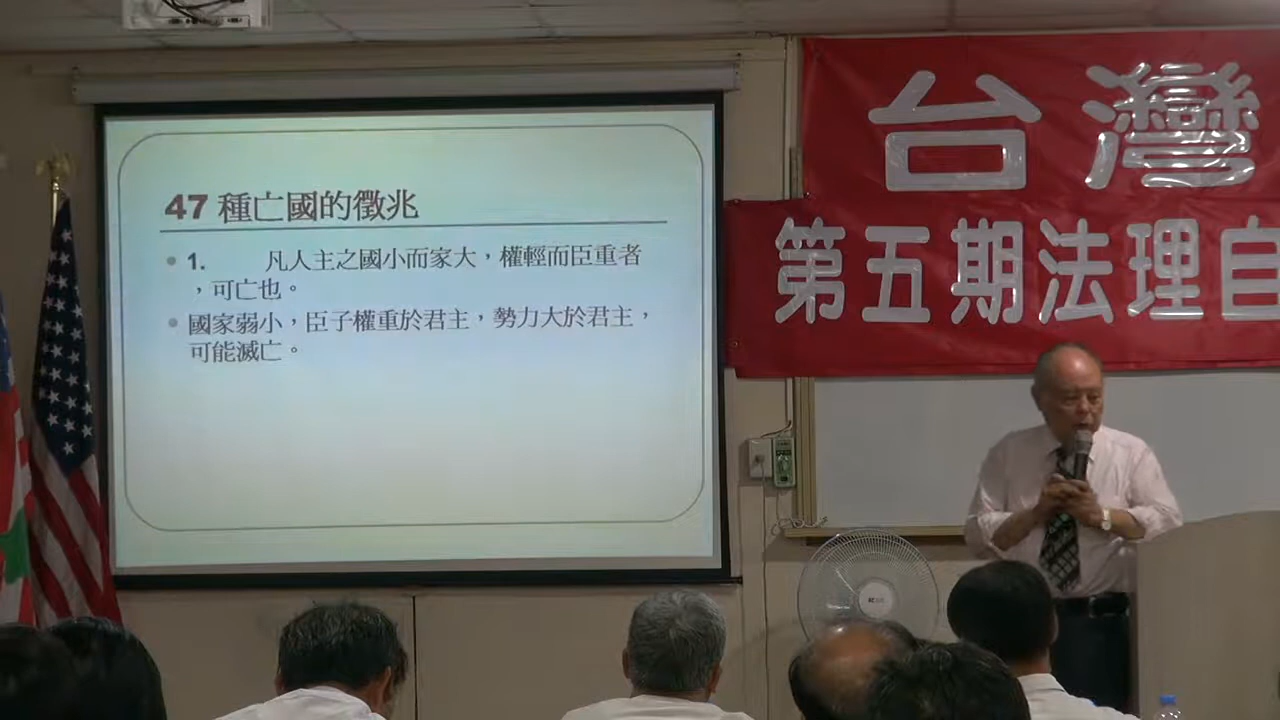 47 種亡國的徵兆
1. 凡人主之國小而家大，權輕而臣重者
，可亡也。
國家弱小，臣子權重於君主，勢力大於君主，
可能滅亡。
台灣
第五期法理自